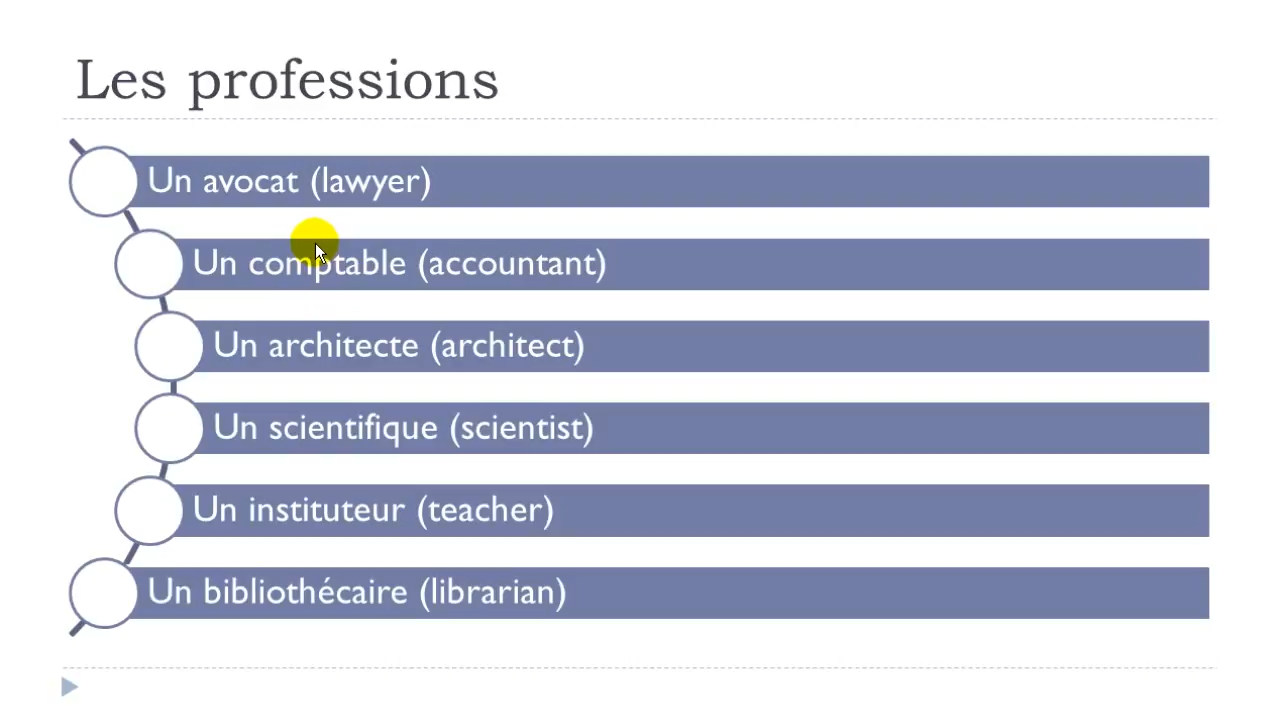 Les professions
Un avocat (lawyer)
Un comptable (accountant)
Un architecte (architect)
Un scientifique (scientist)
Un instituteur (teacher)
Un bibliothécaire (librarian)